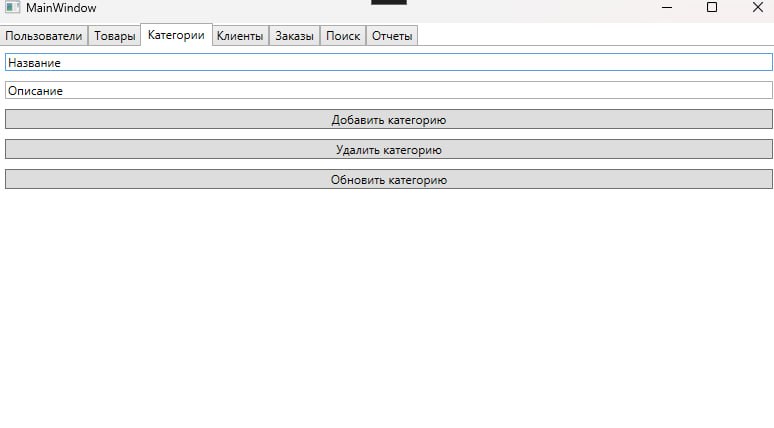 MainWindow
Пользователи Товары Категории Клиенты Заказы Поиск Отчеты
Название
Описание
Добавить категорию
Удалить категорию
Обновить категорию